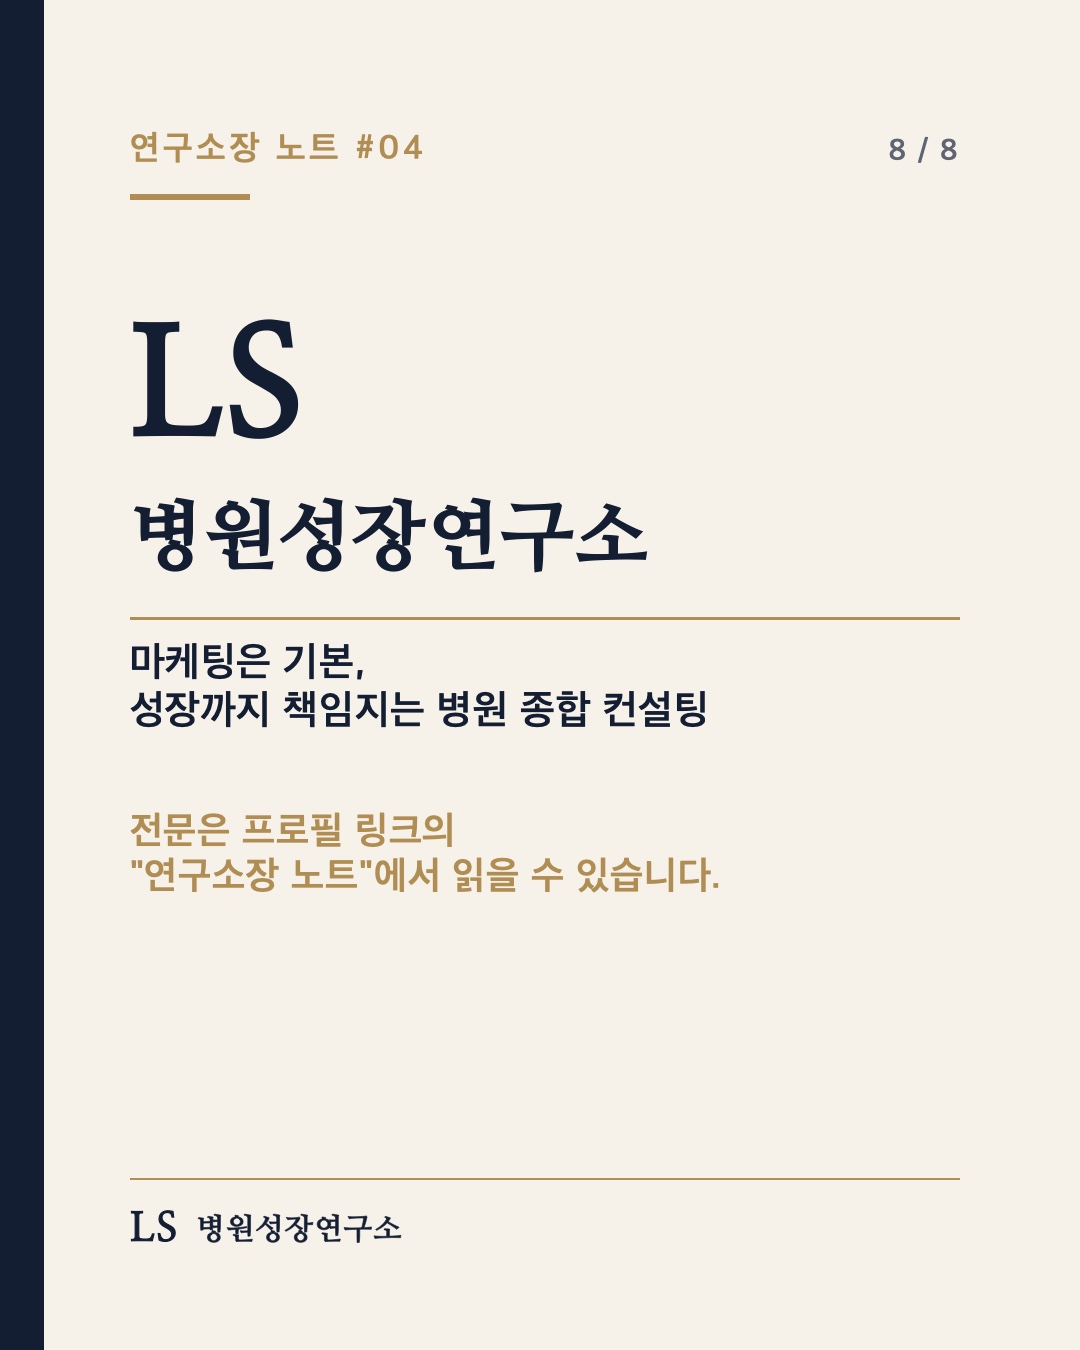 연구소장 노트 #04
8 / 8
LS
병원성장연구소
마케팅은 기본,
성장까지 책임지는 병원 종합 컨설팅
전문은 프로필 링크의
"연구소장 노트"에서 읽을 수 있습니다.
LS 병원성장연구소